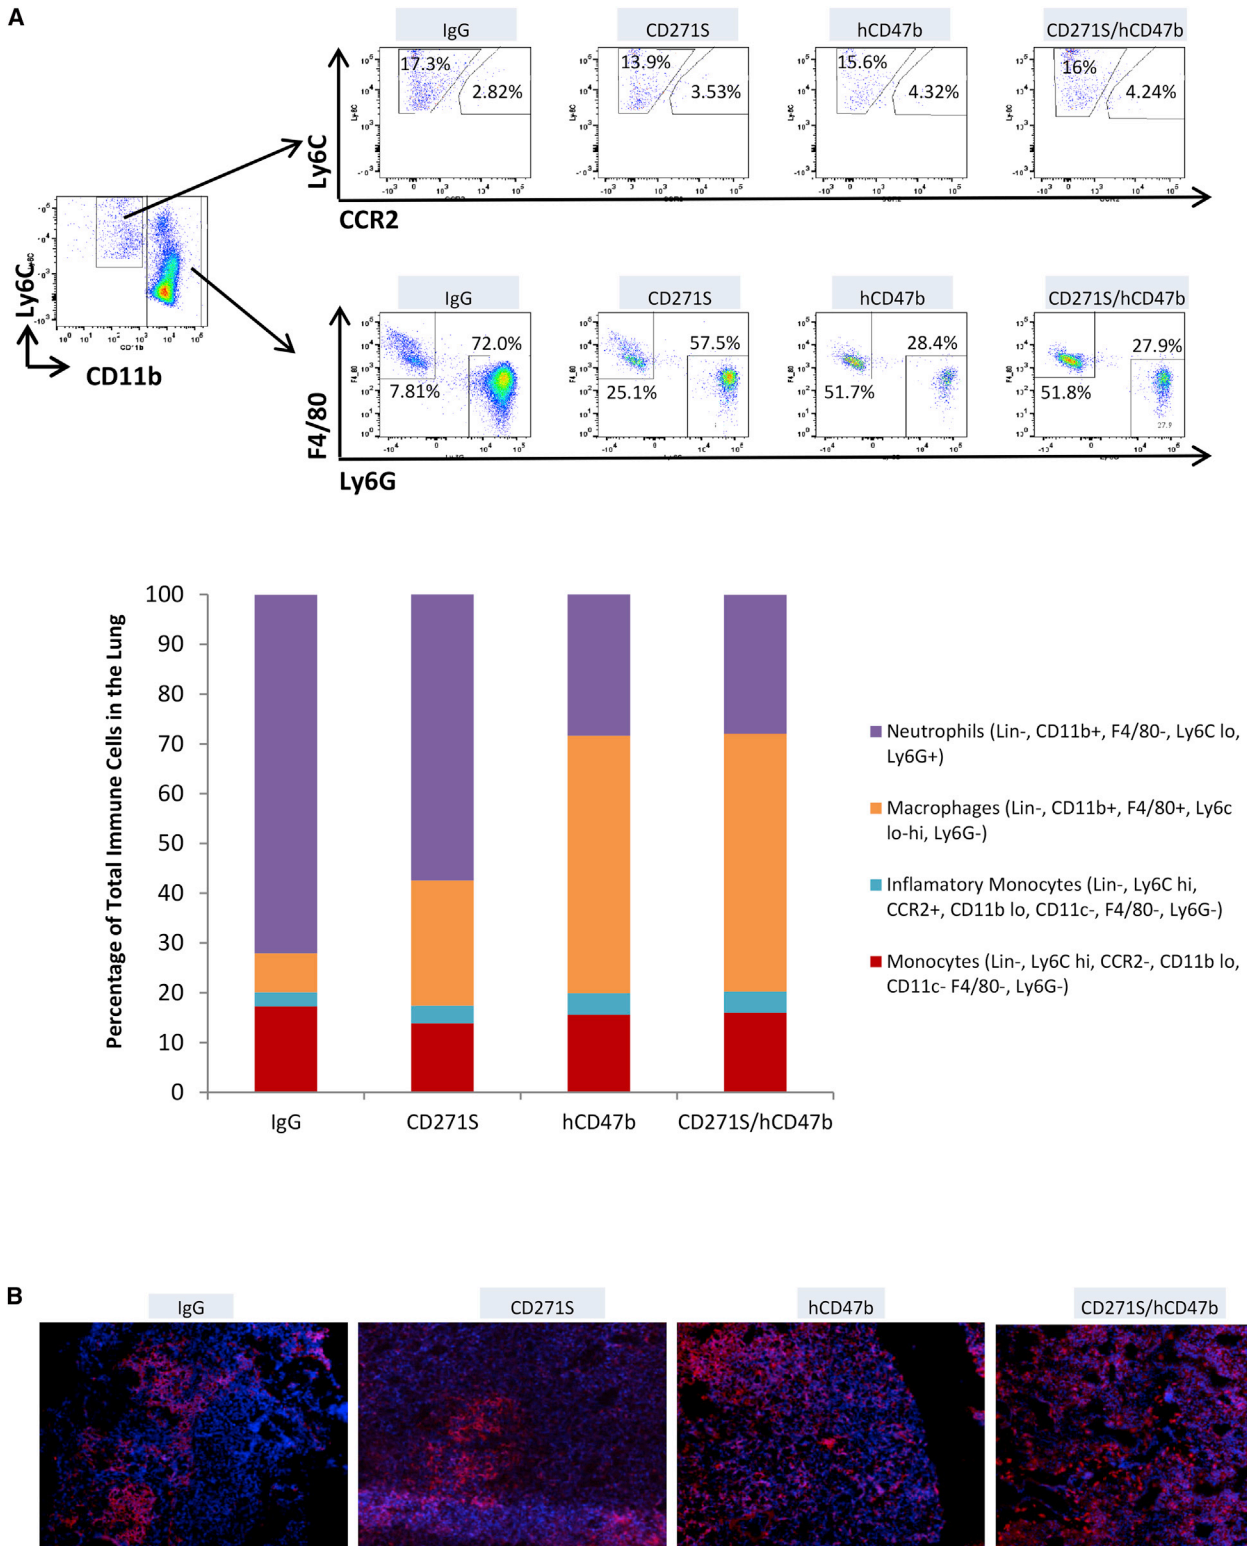 A
IgG
CD271S
hCD47b
CD271S/hCD47b
17.3%
2.82%
13.9%
3.53%
15.6%
4.32%
16%
4.24%
Ly6C
CCR2
Ly6C
CD11b
CD11b
IgG
CD271S
hCD47b
CD271S/hCD47b
72.0%
7.81%
57.5%
25.1%
28.4%
51.7%
27.9%
51.8%
27.9
F4/80
Ly6G
Percentage of Total Immune Cells in the Lung
100
90
80
70
60
50
40
30
20
10
0
IgG
CD271S
hCD47b
CD271S/hCD47b
Neutrophils (Lin-, CD11b+, F4/80-, Ly6C lo,
Ly6G+)
Macrophages (Lin-, CD11b+, F4/80+, Ly6c
lo-hi, Ly6G-)
Inflamatory Monocytes (Lin-, Ly6C hi,
CCR2+, CD11b lo, CD11c-, F4/80-, Ly6G-)
Monocytes (Lin-, Ly6C hi, CCR2-, CD11b lo,
CD11c- F4/80-, Ly6G-)
B
IgG
CD271S
hCD47b
CD271S/hCD47b